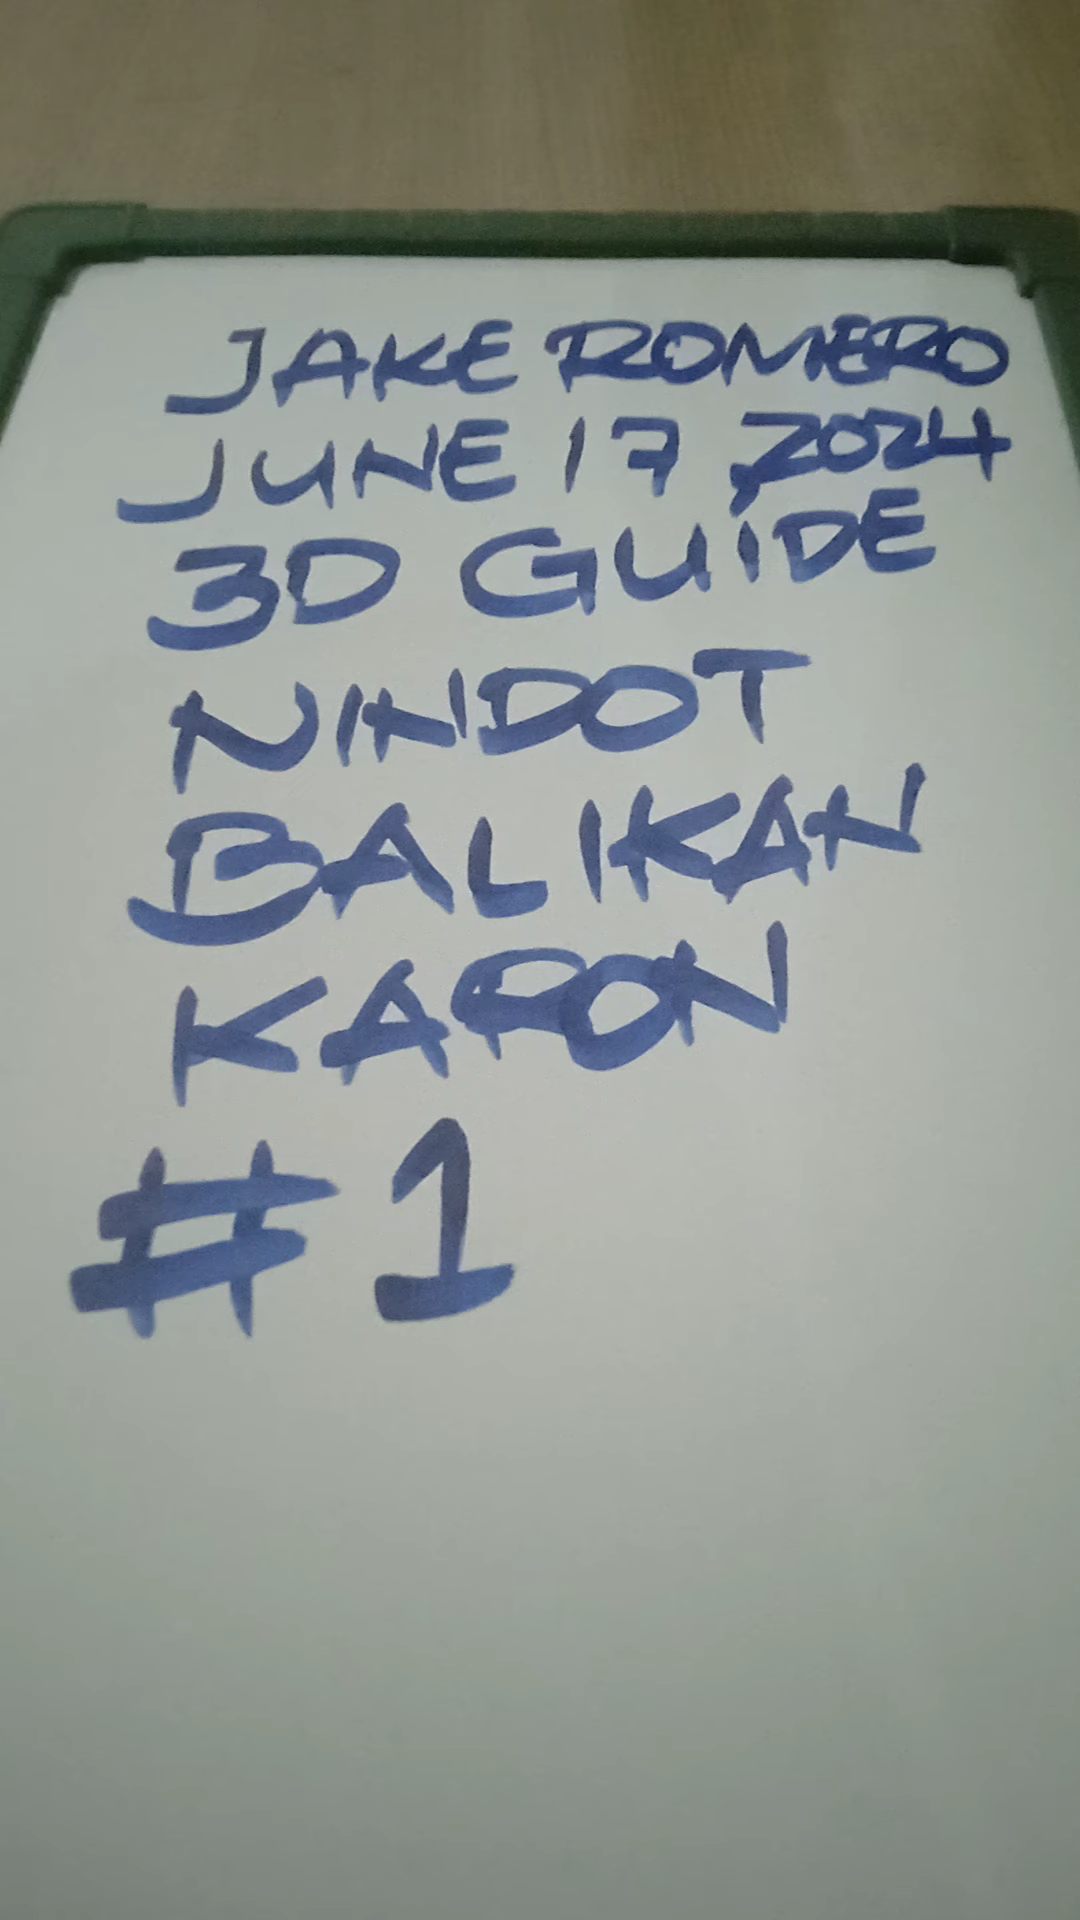 JAKE ROMERO
JUNE 17, 2024
3D GUIDE
NINDOT
BALIKAN
KARON
#1